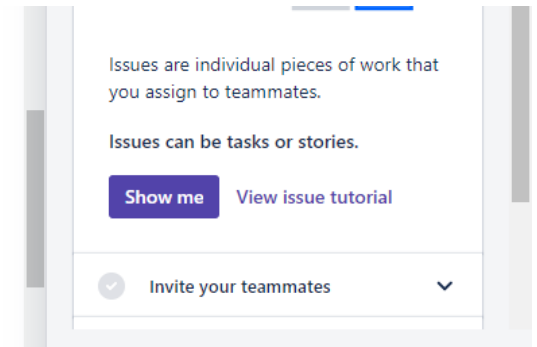 Issues are individual pieces of work that
you assign to teammates.
Issues can be tasks or stories.
Show me View issue tutorial
Invite your teammates